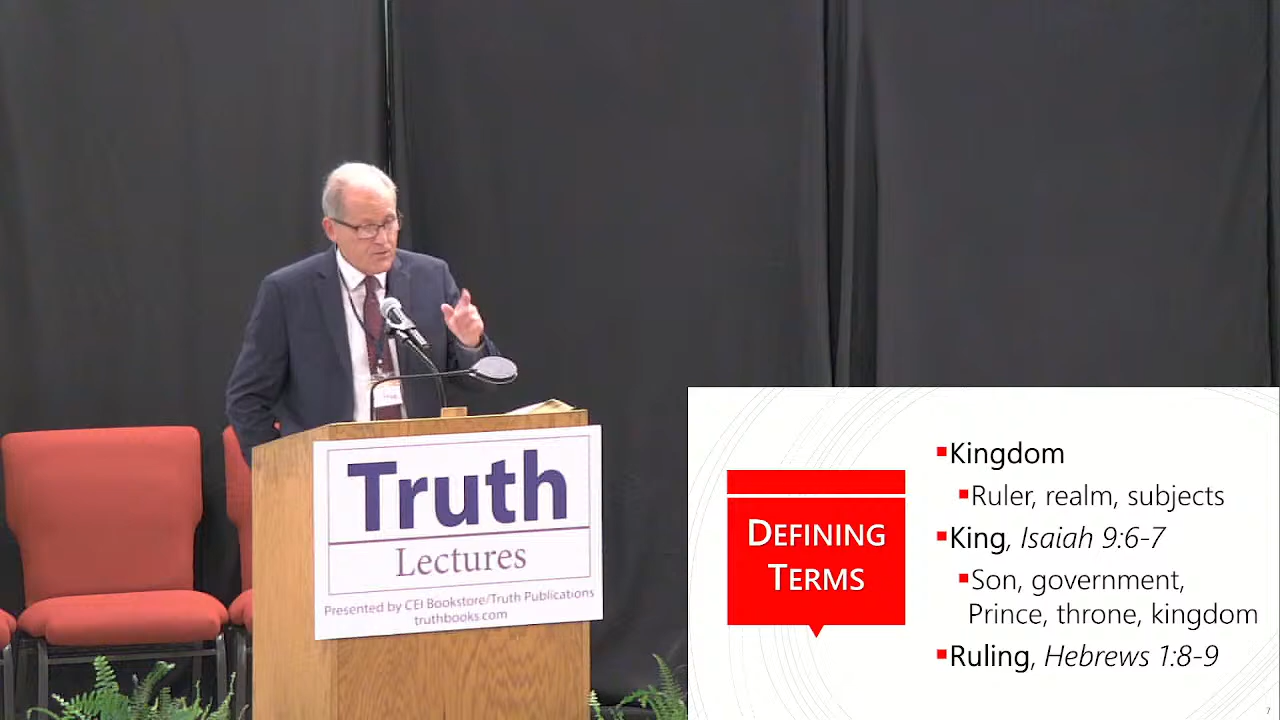 Truth
Lectures
Presented by CEI Bookstore/Truth Publications
truthbooks.com
DEFINING
TERMS
Kingdom
Ruler, realm, subjects
King, Isaiah 9:6-7
Son, government,
Prince, throne, kingdom
Ruling, Hebrews 1:8-9
7